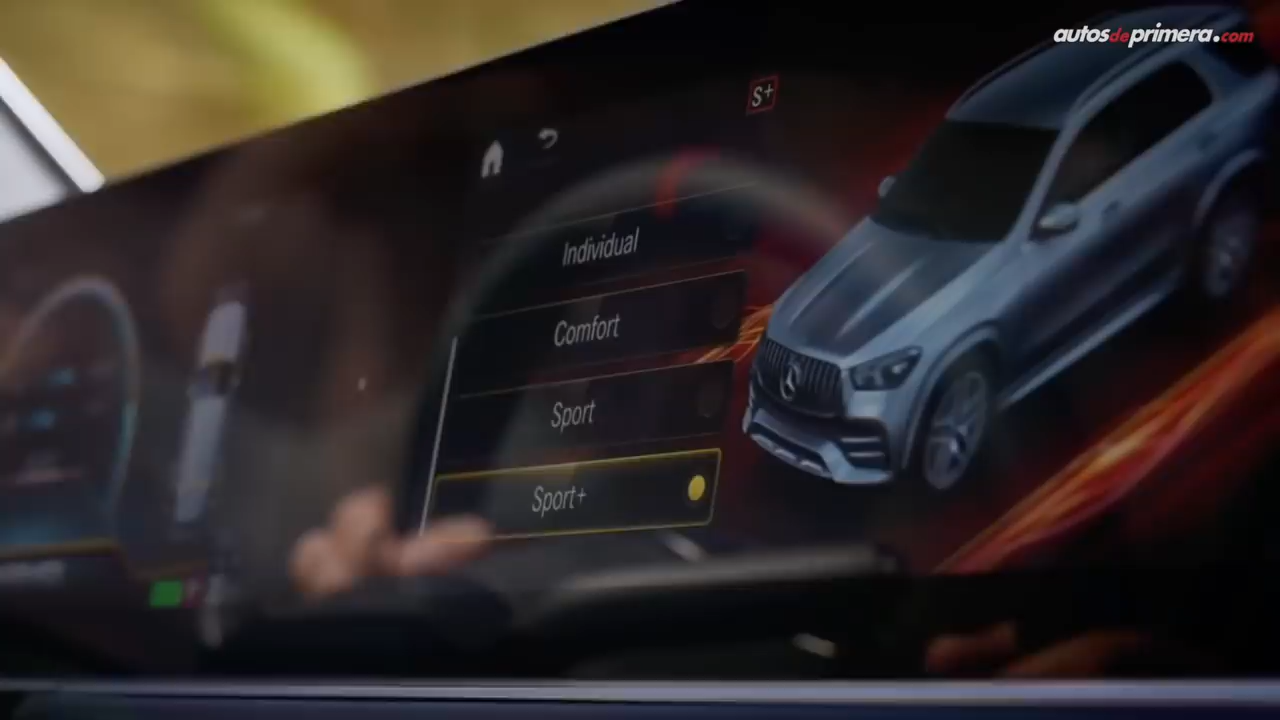 autosdeprimera.com
S+
Individual
Comfort
Sport
Sport+